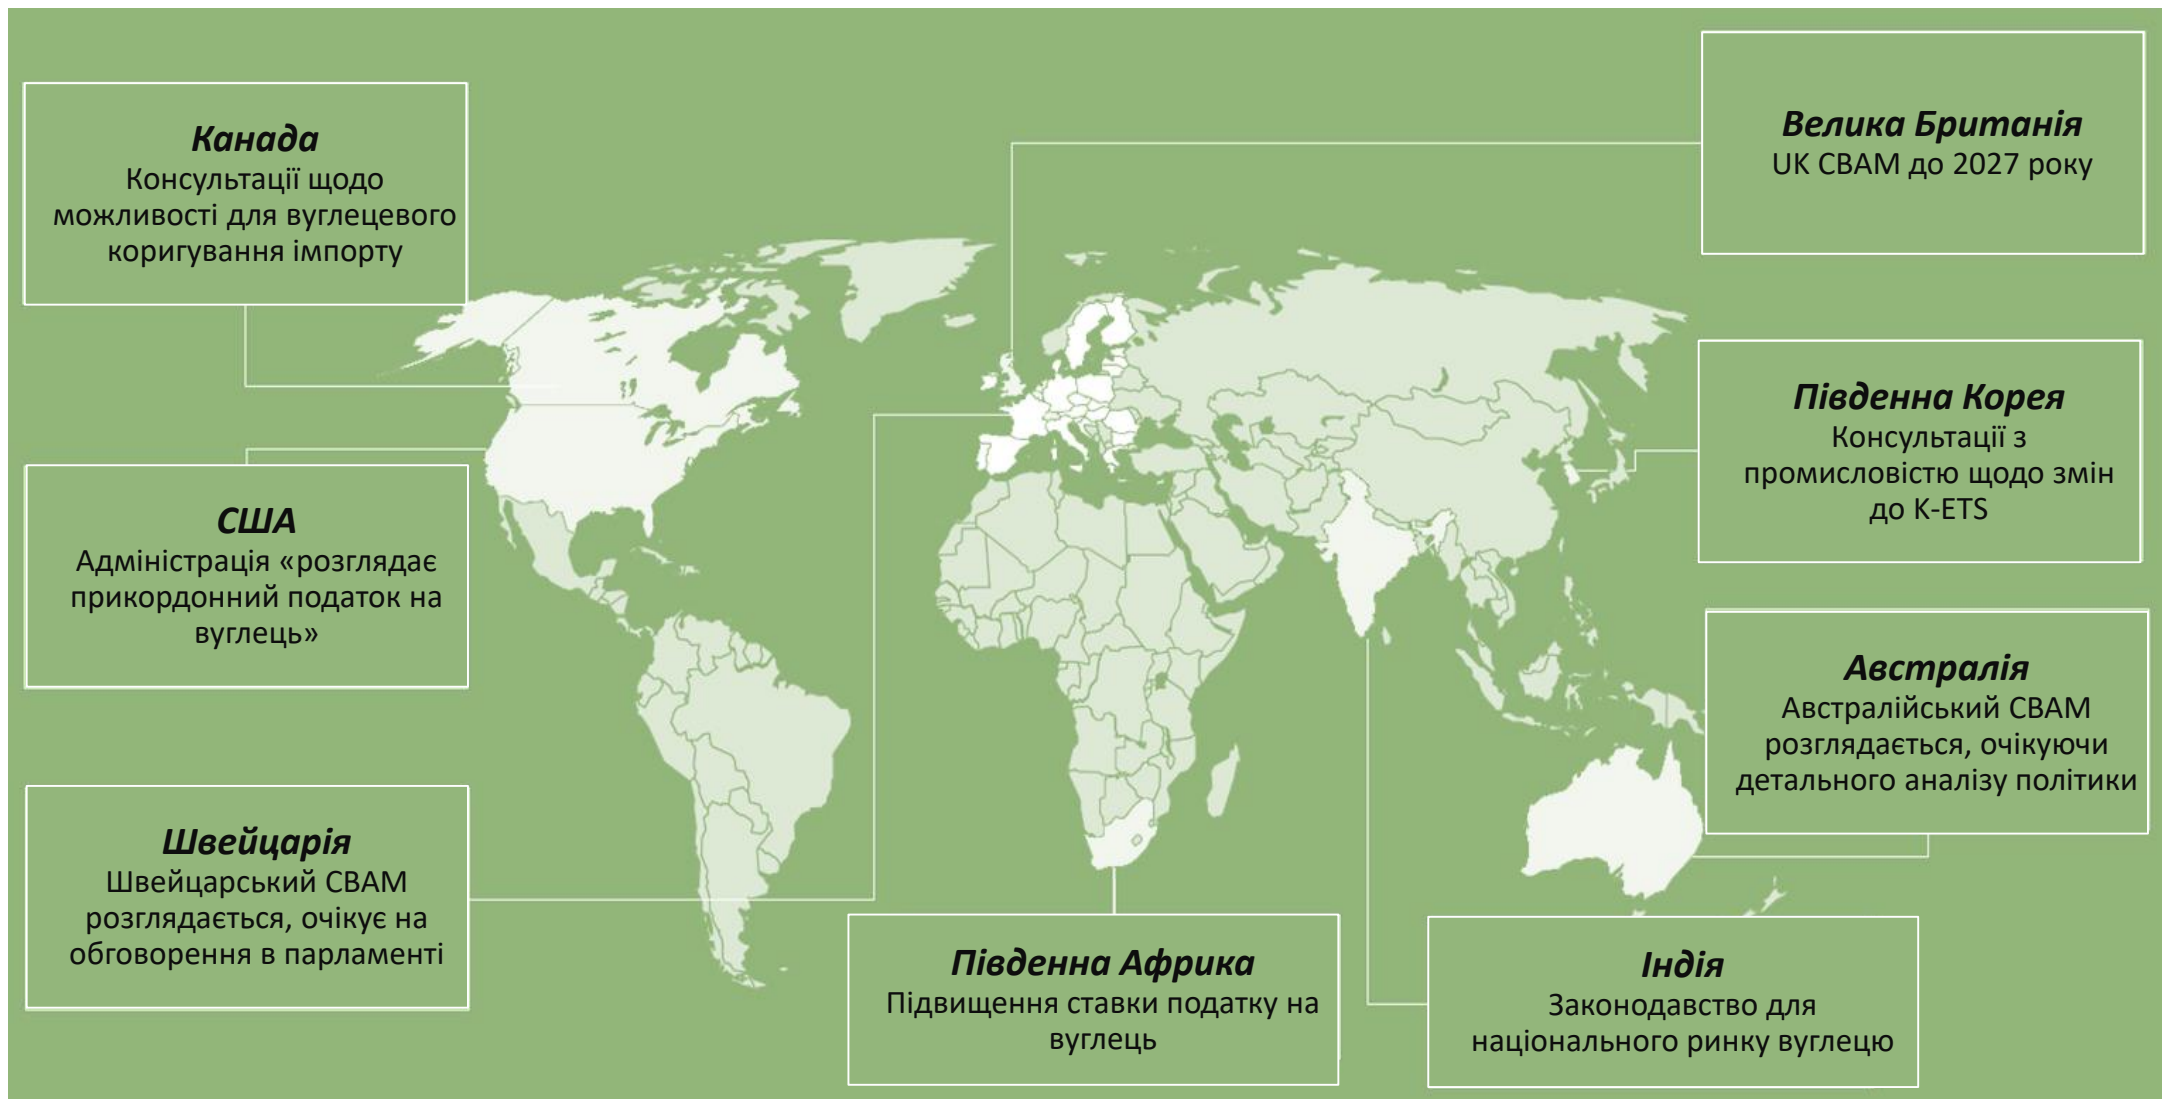 Канада
Консультації щодо
можливості для вуглецевого
коригування імпорту
США
Адміністрація «розглядає
прикордонний податок на
вуглець»
Швейцарія
Швейцарський CBAM
розглядається, очікує на
обговорення в парламенті
Південна Африка
Підвищення ставки податку на
вуглець
Велика Британія
UK CBAM до 2027 року
Південна Корея
Консультації з
промисловістю щодо змін
до K-ETS
Австралія
Австралійський CBAM
розглядається, очікуючи
детального аналізу політики
Індія
Законодавство для
національного ринку вуглецю